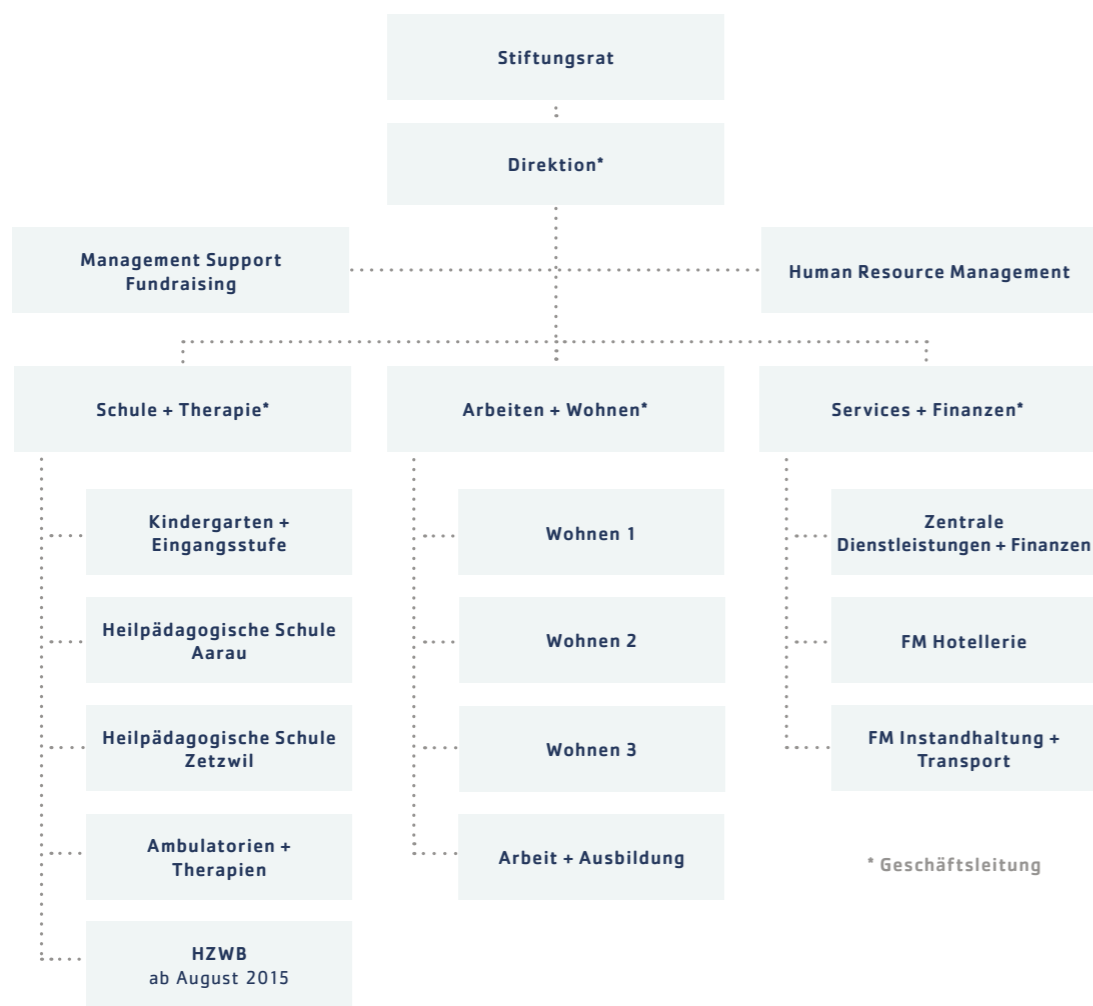 Stiftungsrat
Direktion*
Management Support
Fundraising
Human Resource Management
Schule + Therapie*
Arbeiten + Wohnen*
Services + Finanzen*
Kindergarten +
Eingangsstufe
Heilpädagogische Schule
Aarau
Heilpädagogische Schule
Zetzwil
Ambulatorien +
Therapien
HZWB
ab August 2015
Wohnen 1
Wohnen 2
Wohnen 3
Arbeit + Ausbildung
Zentrale
Dienstleistungen + Finanzen
FM Hotellerie
FM Instandhaltung +
Transport
* Geschäftsleitung